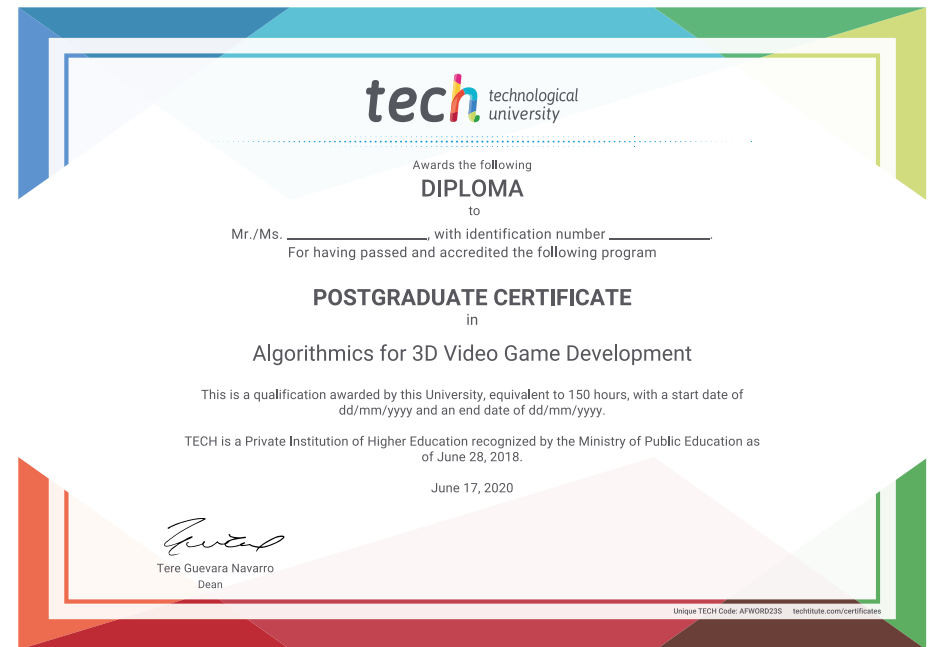 tech technological
university
Awards the following
DIPLOMA
to
Mr./Ms. ____________________, with identification number ______________.
For having passed and accredited the following program
POSTGRADUATE CERTIFICATE
in
Algorithmics for 3D Video Game Development
This is a qualification awarded by this University, equivalent to 150 hours, with a start date of
dd/mm/yyyy and an end date of dd/mm/yyyy.
TECH is a Private Institution of Higher Education recognized by the Ministry of Public Education as
of June 28, 2018.
June 17, 2020
Tere Guevara Navarro
Dean
Unique TECH Code: AFWORD23S techtitute.com/certificates